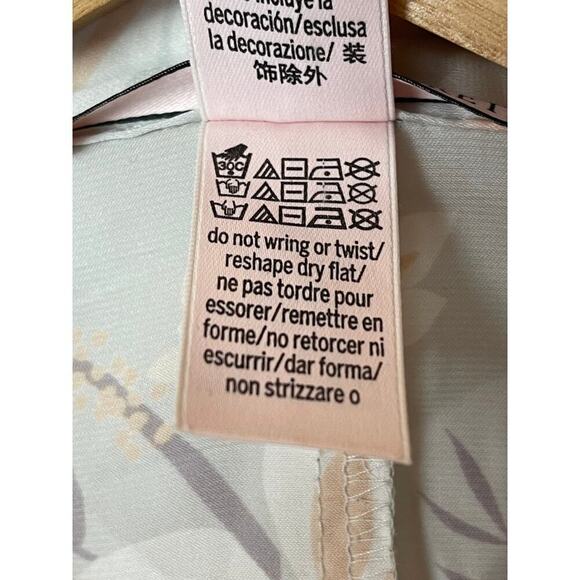 decoración/esclusa
la decorazione/ 装
饰除外
30C
do not wring or twist/
reshape dry flat/
ne pas tordre pour
essorer/remettre en
forme/no retorcer ni
escurrir/dar forma/
non strizzare o